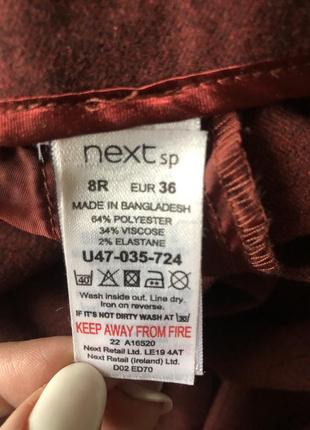 next sp
8R EUR 36
MADE IN BANGLADESH
64% POLYESTER
34% VISCOSE
2% ELASTANE
U47-035-724
40
Wash inside out. Line dry.
Iron on reverse.
IF IT'S NOT DIRTY WASH AT 30
KEEP AWAY FROM FIRE
22 A16520
Next Retail Ltd. LE19 4AT
Next Retail (Ireland) Ltd.
D02 ED70